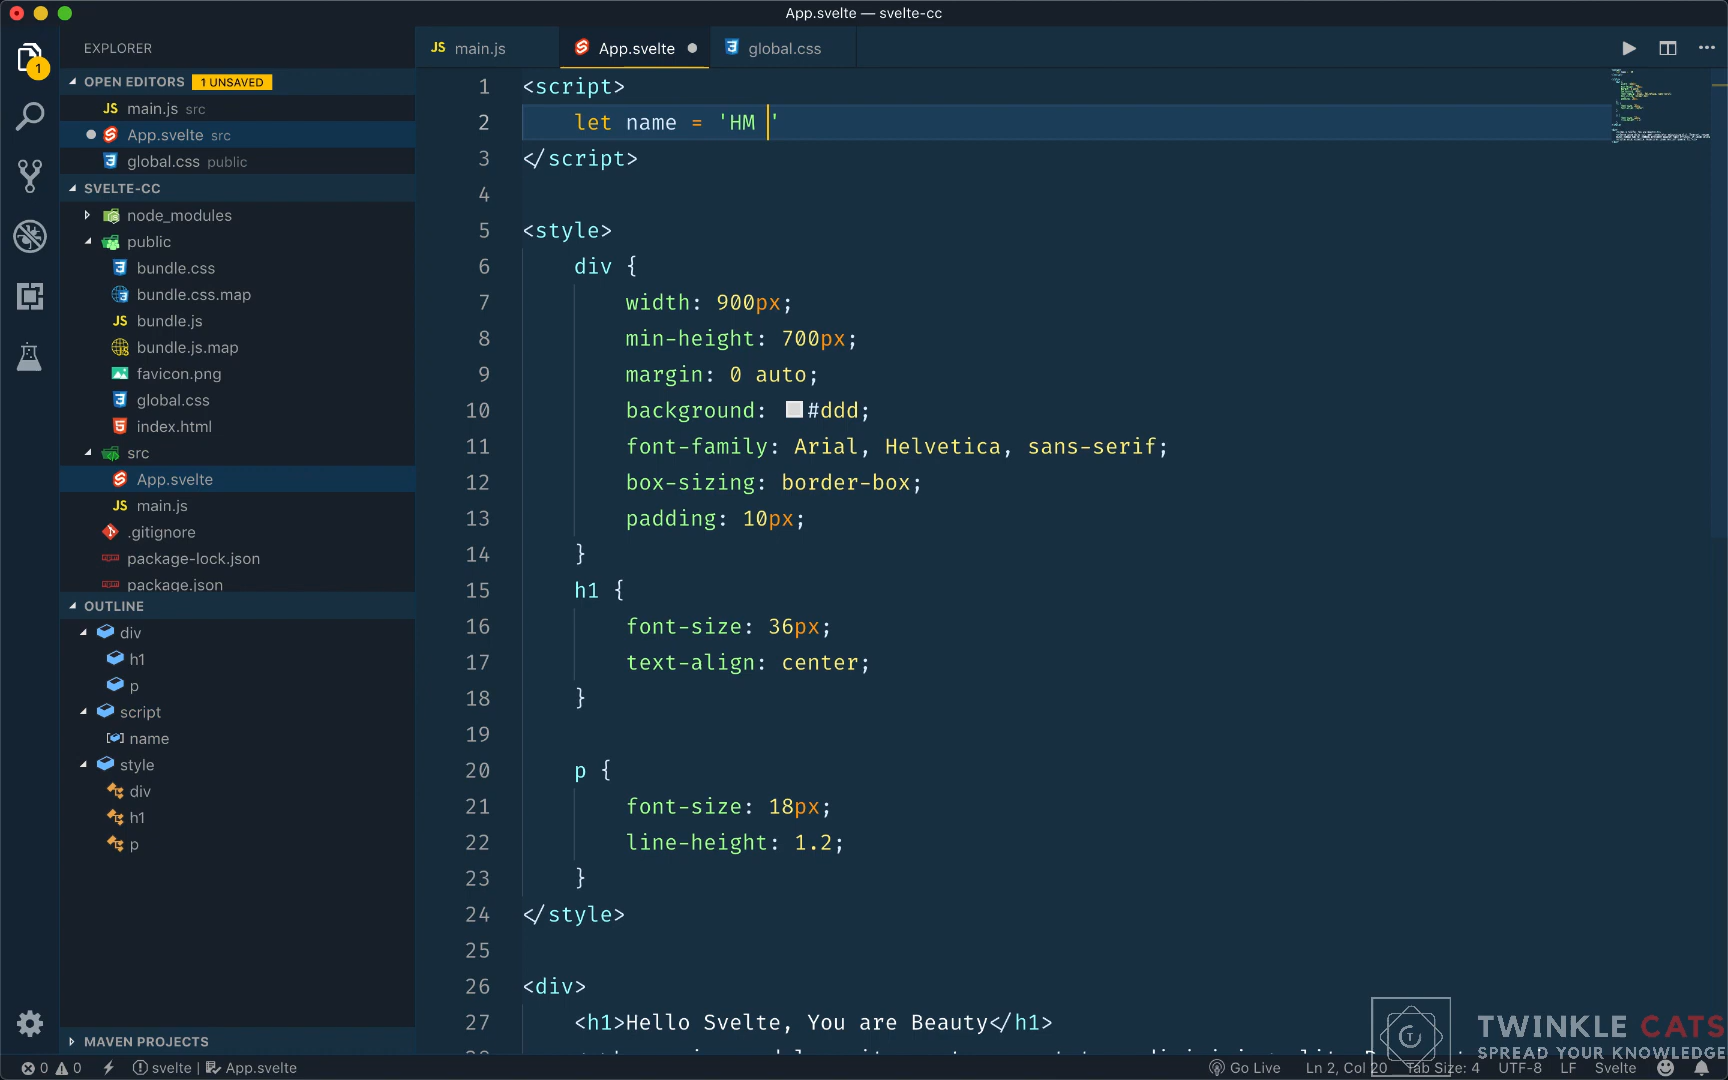 App.svelte — svelte-cc
EXPLORER
1
OPEN EDITORS 1 UNSAVED
JS main.js src
App.svelte src
global.css public
SVELTE-CC
node_modules
public
bundle.css
bundle.css.map
JS bundle.js
bundle.js.map
favicon.png
global.css
index.html
src
App.svelte
JS main.js
.gitignore
package-lock.json
package.json
OUTLINE
div
h1
p
script
name
style
div
h1
p
MAVEN PROJECTS
JS main.js
App.svelte
global.css
1 <script>
2 let name = 'HM '
3 </script>
4
5 <style>
6 div {
7 width: 900px;
8 min-height: 700px;
9 margin: 0 auto;
10 background: #ddd;
11 font-family: Arial, Helvetica, sans-serif;
12 box-sizing: border-box;
13 padding: 10px;
14 }
15 h1 {
16 font-size: 36px;
17 text-align: center;
18 }
19
20 p {
21 font-size: 18px;
22 line-height: 1.2;
23 }
24 </style>
25
26 <div>
27 <h1>Hello Svelte, You are Beauty</h1>
TWINKLE CATS
SPREAD YOUR KNOWLEDGE
0 0 svelte | App.svelte
Go Live Ln 2, Col 20 Tab Size: 4 UTF-8 LF Svelte